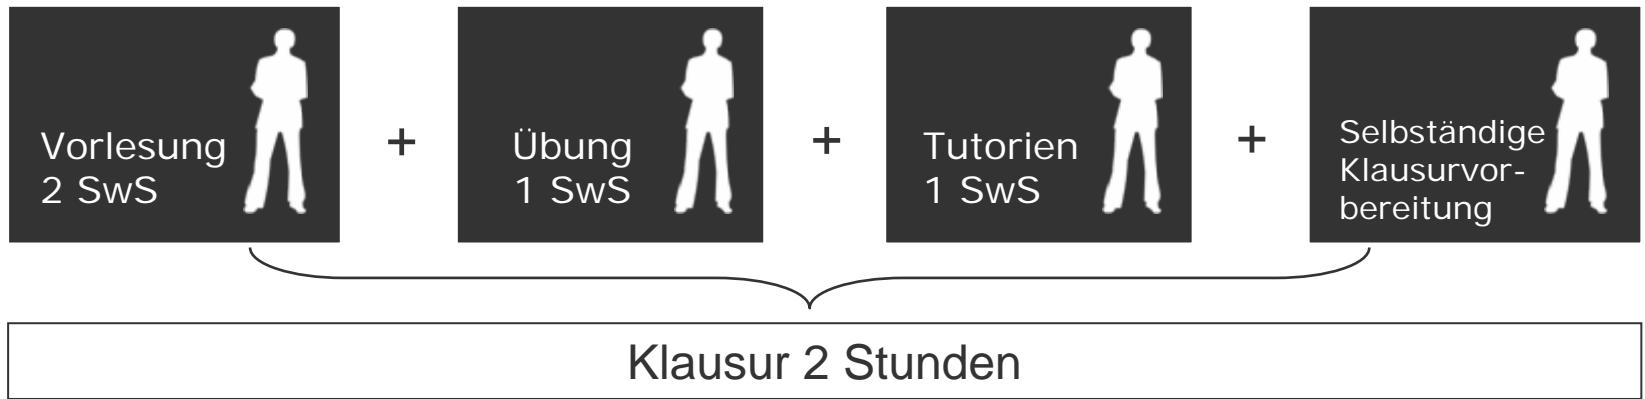 Vorlesung
2 SwS
+
Übung
1 SwS
+
Tutorien
1 SwS
+
Selbständige
Klausurvor-
bereitung
Klausur 2 Stunden